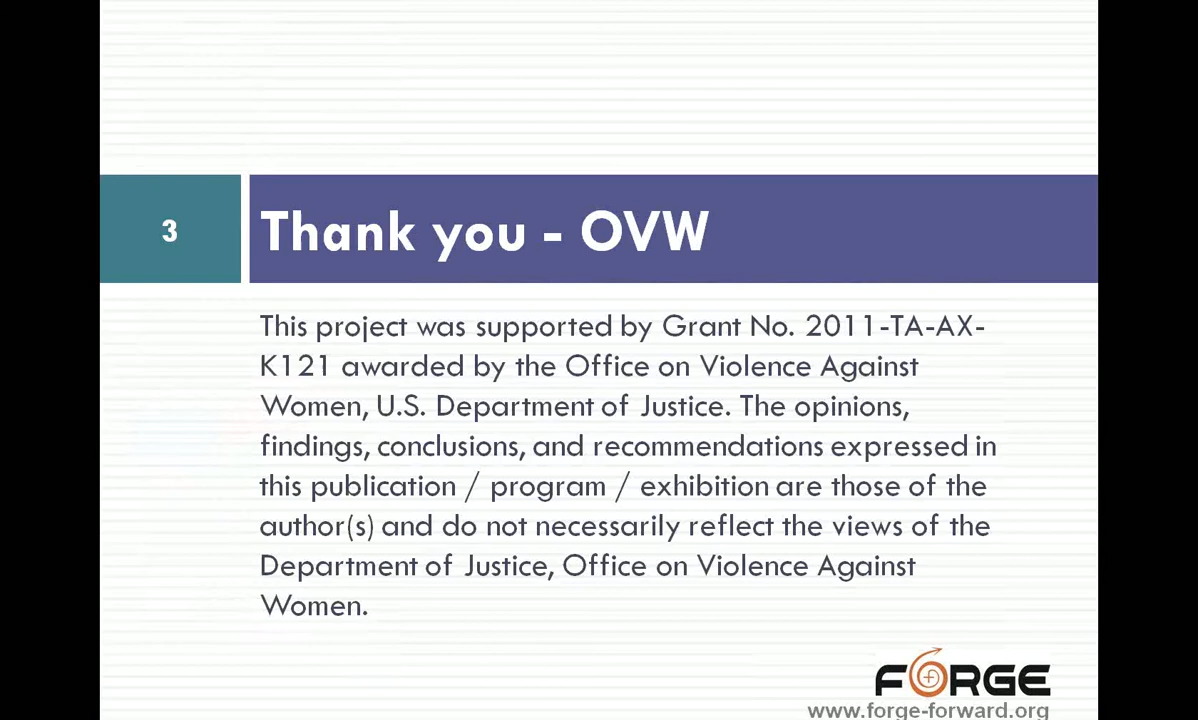 3
Thank you - OVW
This project was supported by Grant No. 2011-TA-AX-
K121 awarded by the Office on Violence Against
Women, U.S. Department of Justice. The opinions,
findings, conclusions, and recommendations expressed in
this publication / program / exhibition are those of the
author(s) and do not necessarily reflect the views of the
Department of Justice, Office on Violence Against
Women.
FORGE
www.forge-forward.org